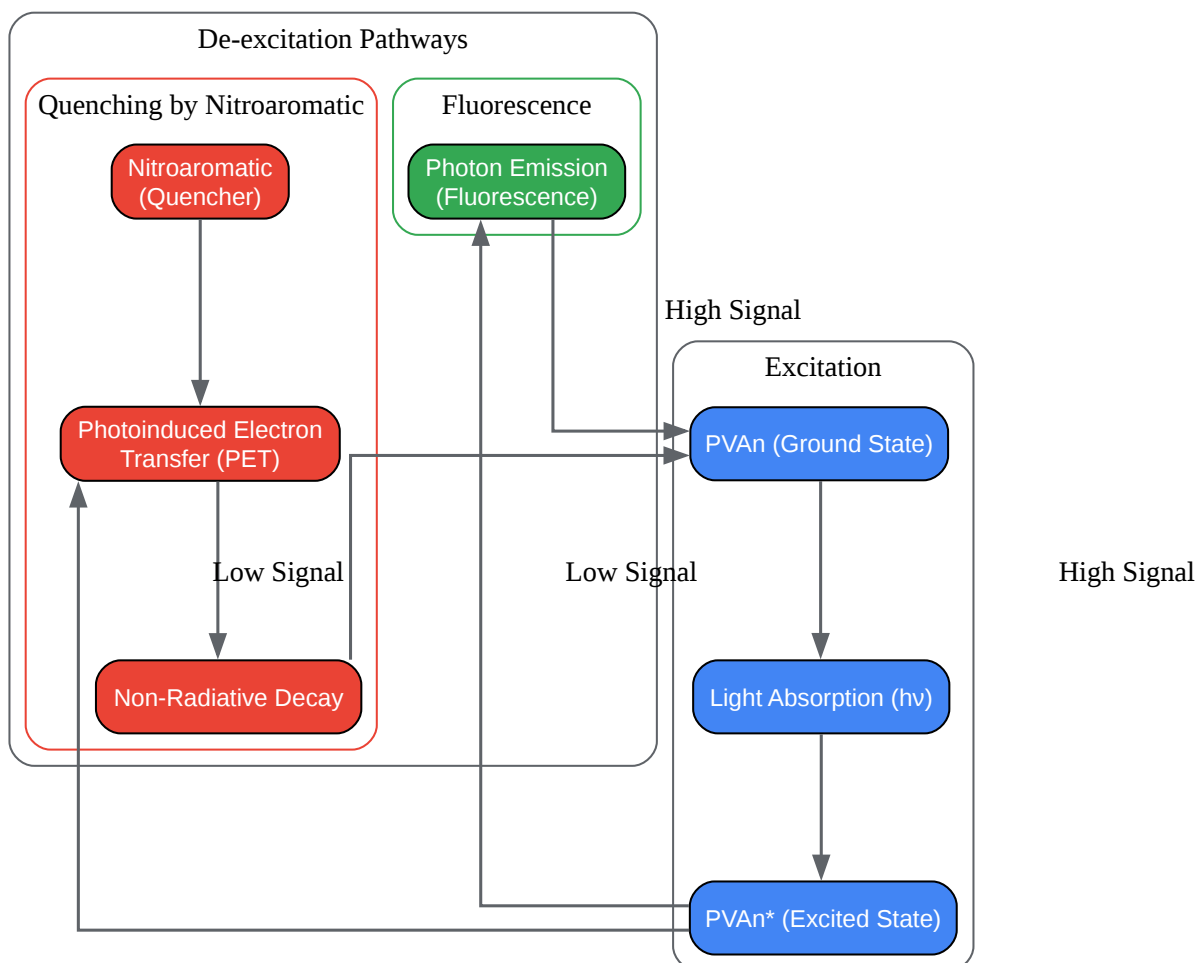 De-excitation Pathways
Quenching by Nitroaromatic
Fluorescence
Nitroaromatic
(Quencher)
Photon Emission
(Fluorescence)
High Signal
Excitation
Photoinduced Electron
Transfer (PET)
PVAn (Ground State)
Low Signal
Low Signal
High Signal
Non-Radiative Decay
Light Absorption (hν)
PVAn* (Excited State)